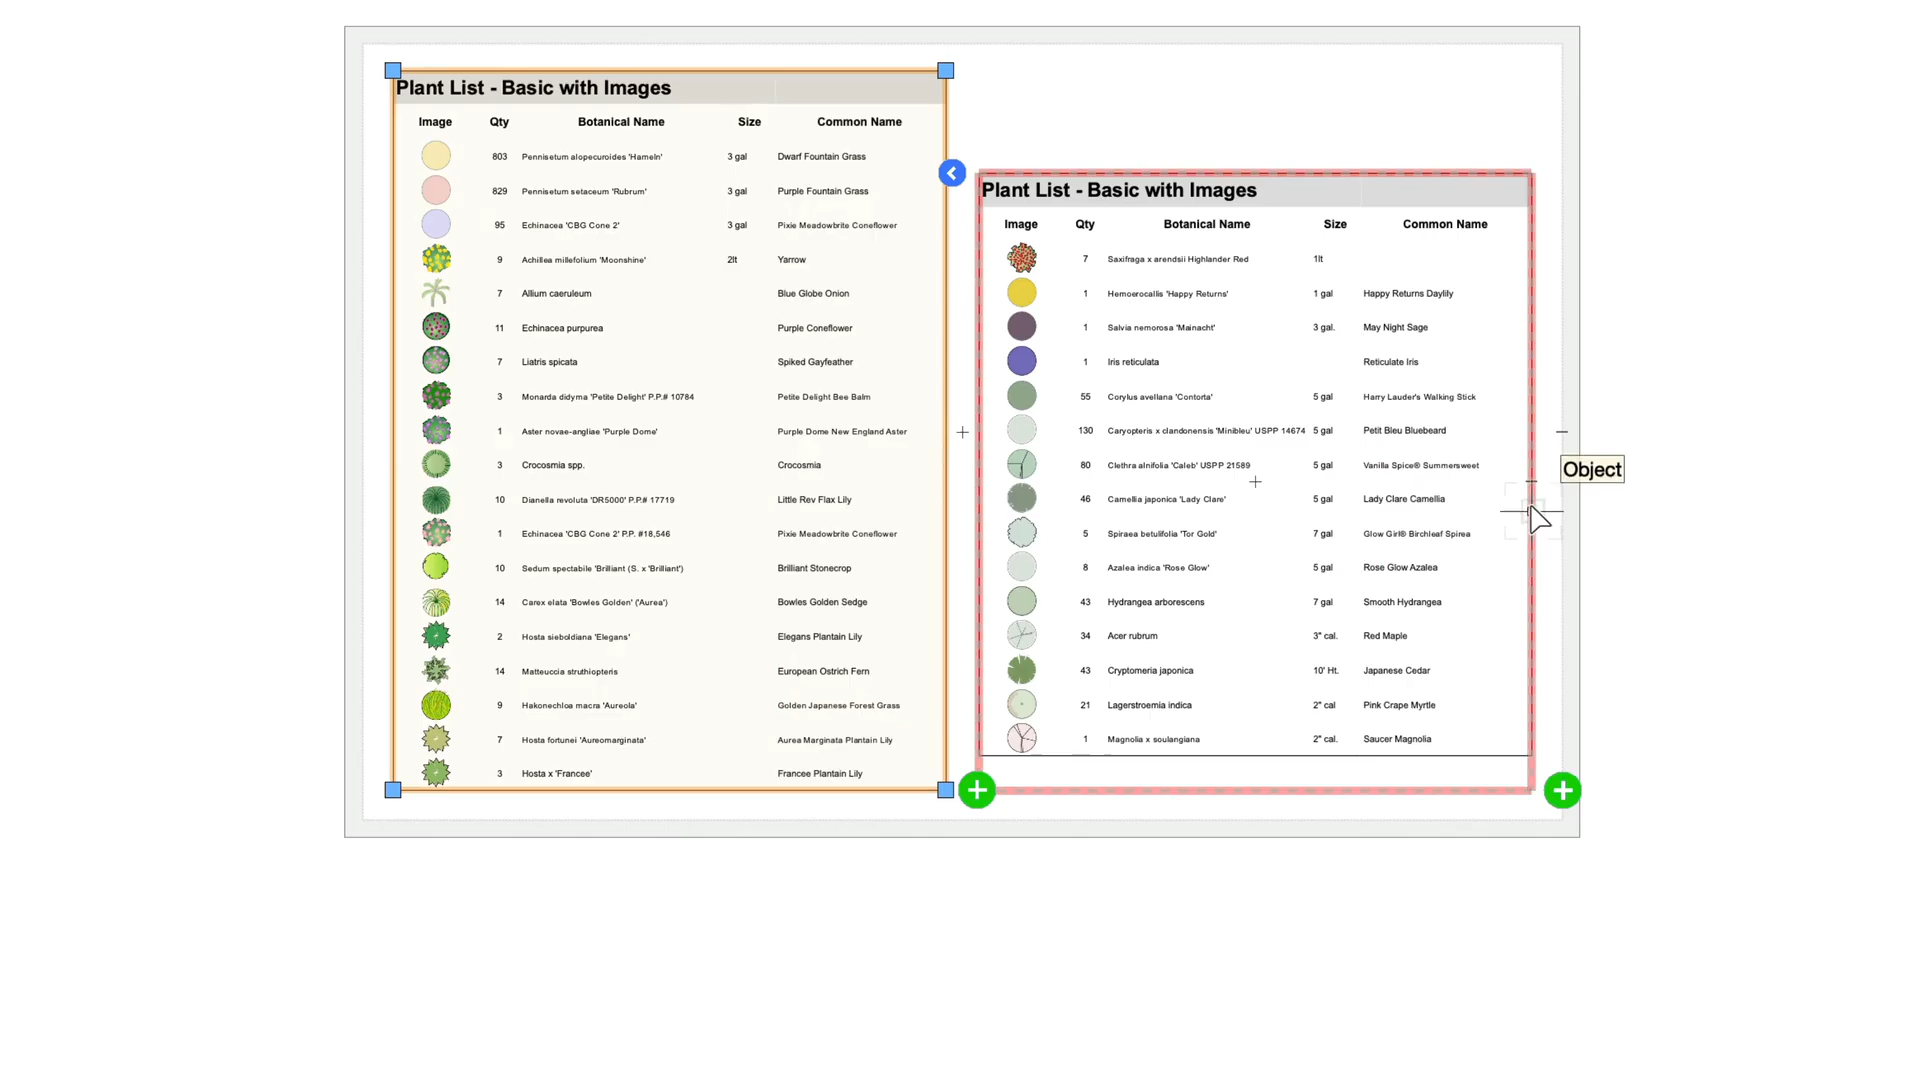 Plant List - Basic with Images
Image Qty Botanical Name Size Common Name
803 Pennisetum alopecuroides 'Hameln' 3 gal Dwarf Fountain Grass
829 Pennisetum setaceum 'Rubrum' 3 gal Purple Fountain Grass
95 Echinacea 'CBG Cone 2' 3 gal Pixie Meadowbrite Coneflower
9 Achillea millefolium 'Moonshine' 2lt Yarrow
7 Allium caeruleum Blue Globe Onion
11 Echinacea purpurea Purple Coneflower
7 Liatris spicata Spiked Gayfeather
3 Monarda didyma 'Petite Delight' P.P.# 10784 Petite Delight Bee Balm
1 Aster novae-angliae 'Purple Dome' Purple Dome New England Aster
3 Crocosmia spp. Crocosmia
10 Dianella revoluta 'DR5000' P.P.# 17719 Little Rev Flax Lily
1 Echinacea 'CBG Cone 2' P.P. #18,546 Pixie Meadowbrite Coneflower
10 Sedum spectabile 'Brilliant (S. x 'Brilliant') Brilliant Stonecrop
14 Carex elata 'Bowles Golden' ('Aurea') Bowles Golden Sedge
2 Hosta sieboldiana 'Elegans' Elegans Plantain Lily
14 Matteuccia struthiopteris European Ostrich Fern
9 Hakonechloa macra 'Aureola' Golden Japanese Forest Grass
7 Hosta fortunei 'Aureomarginata' Aurea Marginata Plantain Lily
3 Hosta x 'Francee' Francee Plantain Lily
Plant List - Basic with Images
Image Qty Botanical Name Size Common Name
7 Saxifraga x arendsii Highlander Red 1lt
1 Hemoerocallis 'Happy Returns' 1 gal Happy Returns Daylily
1 Salvia nemorosa 'Mainacht' 3 gal. May Night Sage
1 Iris reticulata Reticulate Iris
55 Corylus avellana 'Contorta' 5 gal Harry Lauder's Walking Stick
130 Caryopteris x clandonensis 'Minibleu' USPP 14674 5 gal Petit Bleu Bluebeard
80 Clethra alnifolia 'Caleb' USPP 21589 5 gal Vanilla Spice® Summersweet
46 Camellia japonica 'Lady Clare' 5 gal Lady Clare Camellia
5 Spiraea betulifolia 'Tor Gold' 7 gal Glow Girl® Birchleaf Spirea
8 Azalea indica 'Rose Glow' 5 gal Rose Glow Azalea
43 Hydrangea arborescens 7 gal Smooth Hydrangea
34 Acer rubrum 3" cal. Red Maple
43 Cryptomeria japonica 10' Ht. Japanese Cedar
21 Lagerstroemia indica 2" cal Pink Crape Myrtle
1 Magnolia x soulangiana 2" cal. Saucer Magnolia
Object